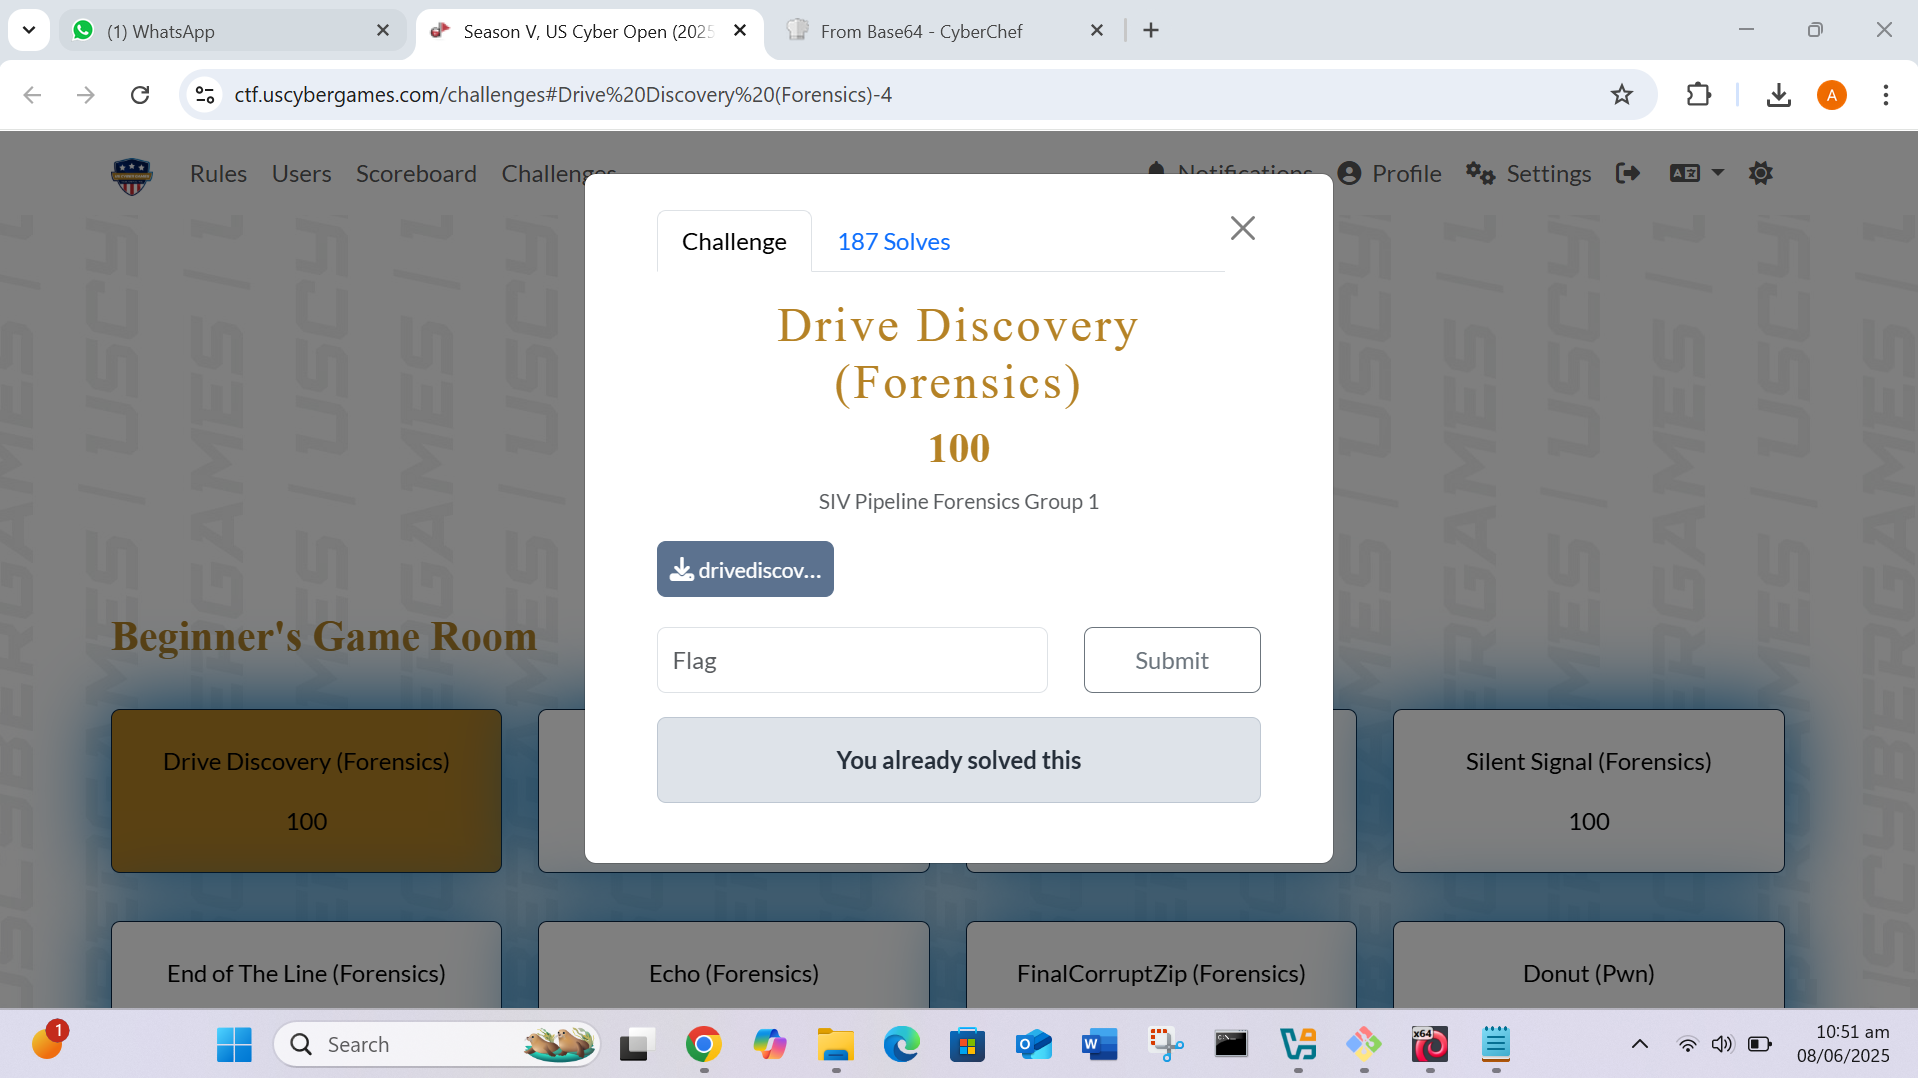 (1) WhatsApp
Season V, US Cyber Open (2025
From Base64 - CyberChef
ctf.uscybergames.com/challenges#Drive%20Discovery%20(Forensics)-4
A
Rules Users Scoreboard Challenges Notifications Profile Settings
Challenge
187 Solves
Drive Discovery
(Forensics)
100
SIV Pipeline Forensics Group 1
drivediscov...
Flag
Submit
You already solved this
Beginner's Game Room
Drive Discovery (Forensics)
100
Silent Signal (Forensics)
100
End of The Line (Forensics)
Echo (Forensics)
FinalCorruptZip (Forensics)
Donut (Pwn)
1
Search
x64
10:51 am
08/06/2025